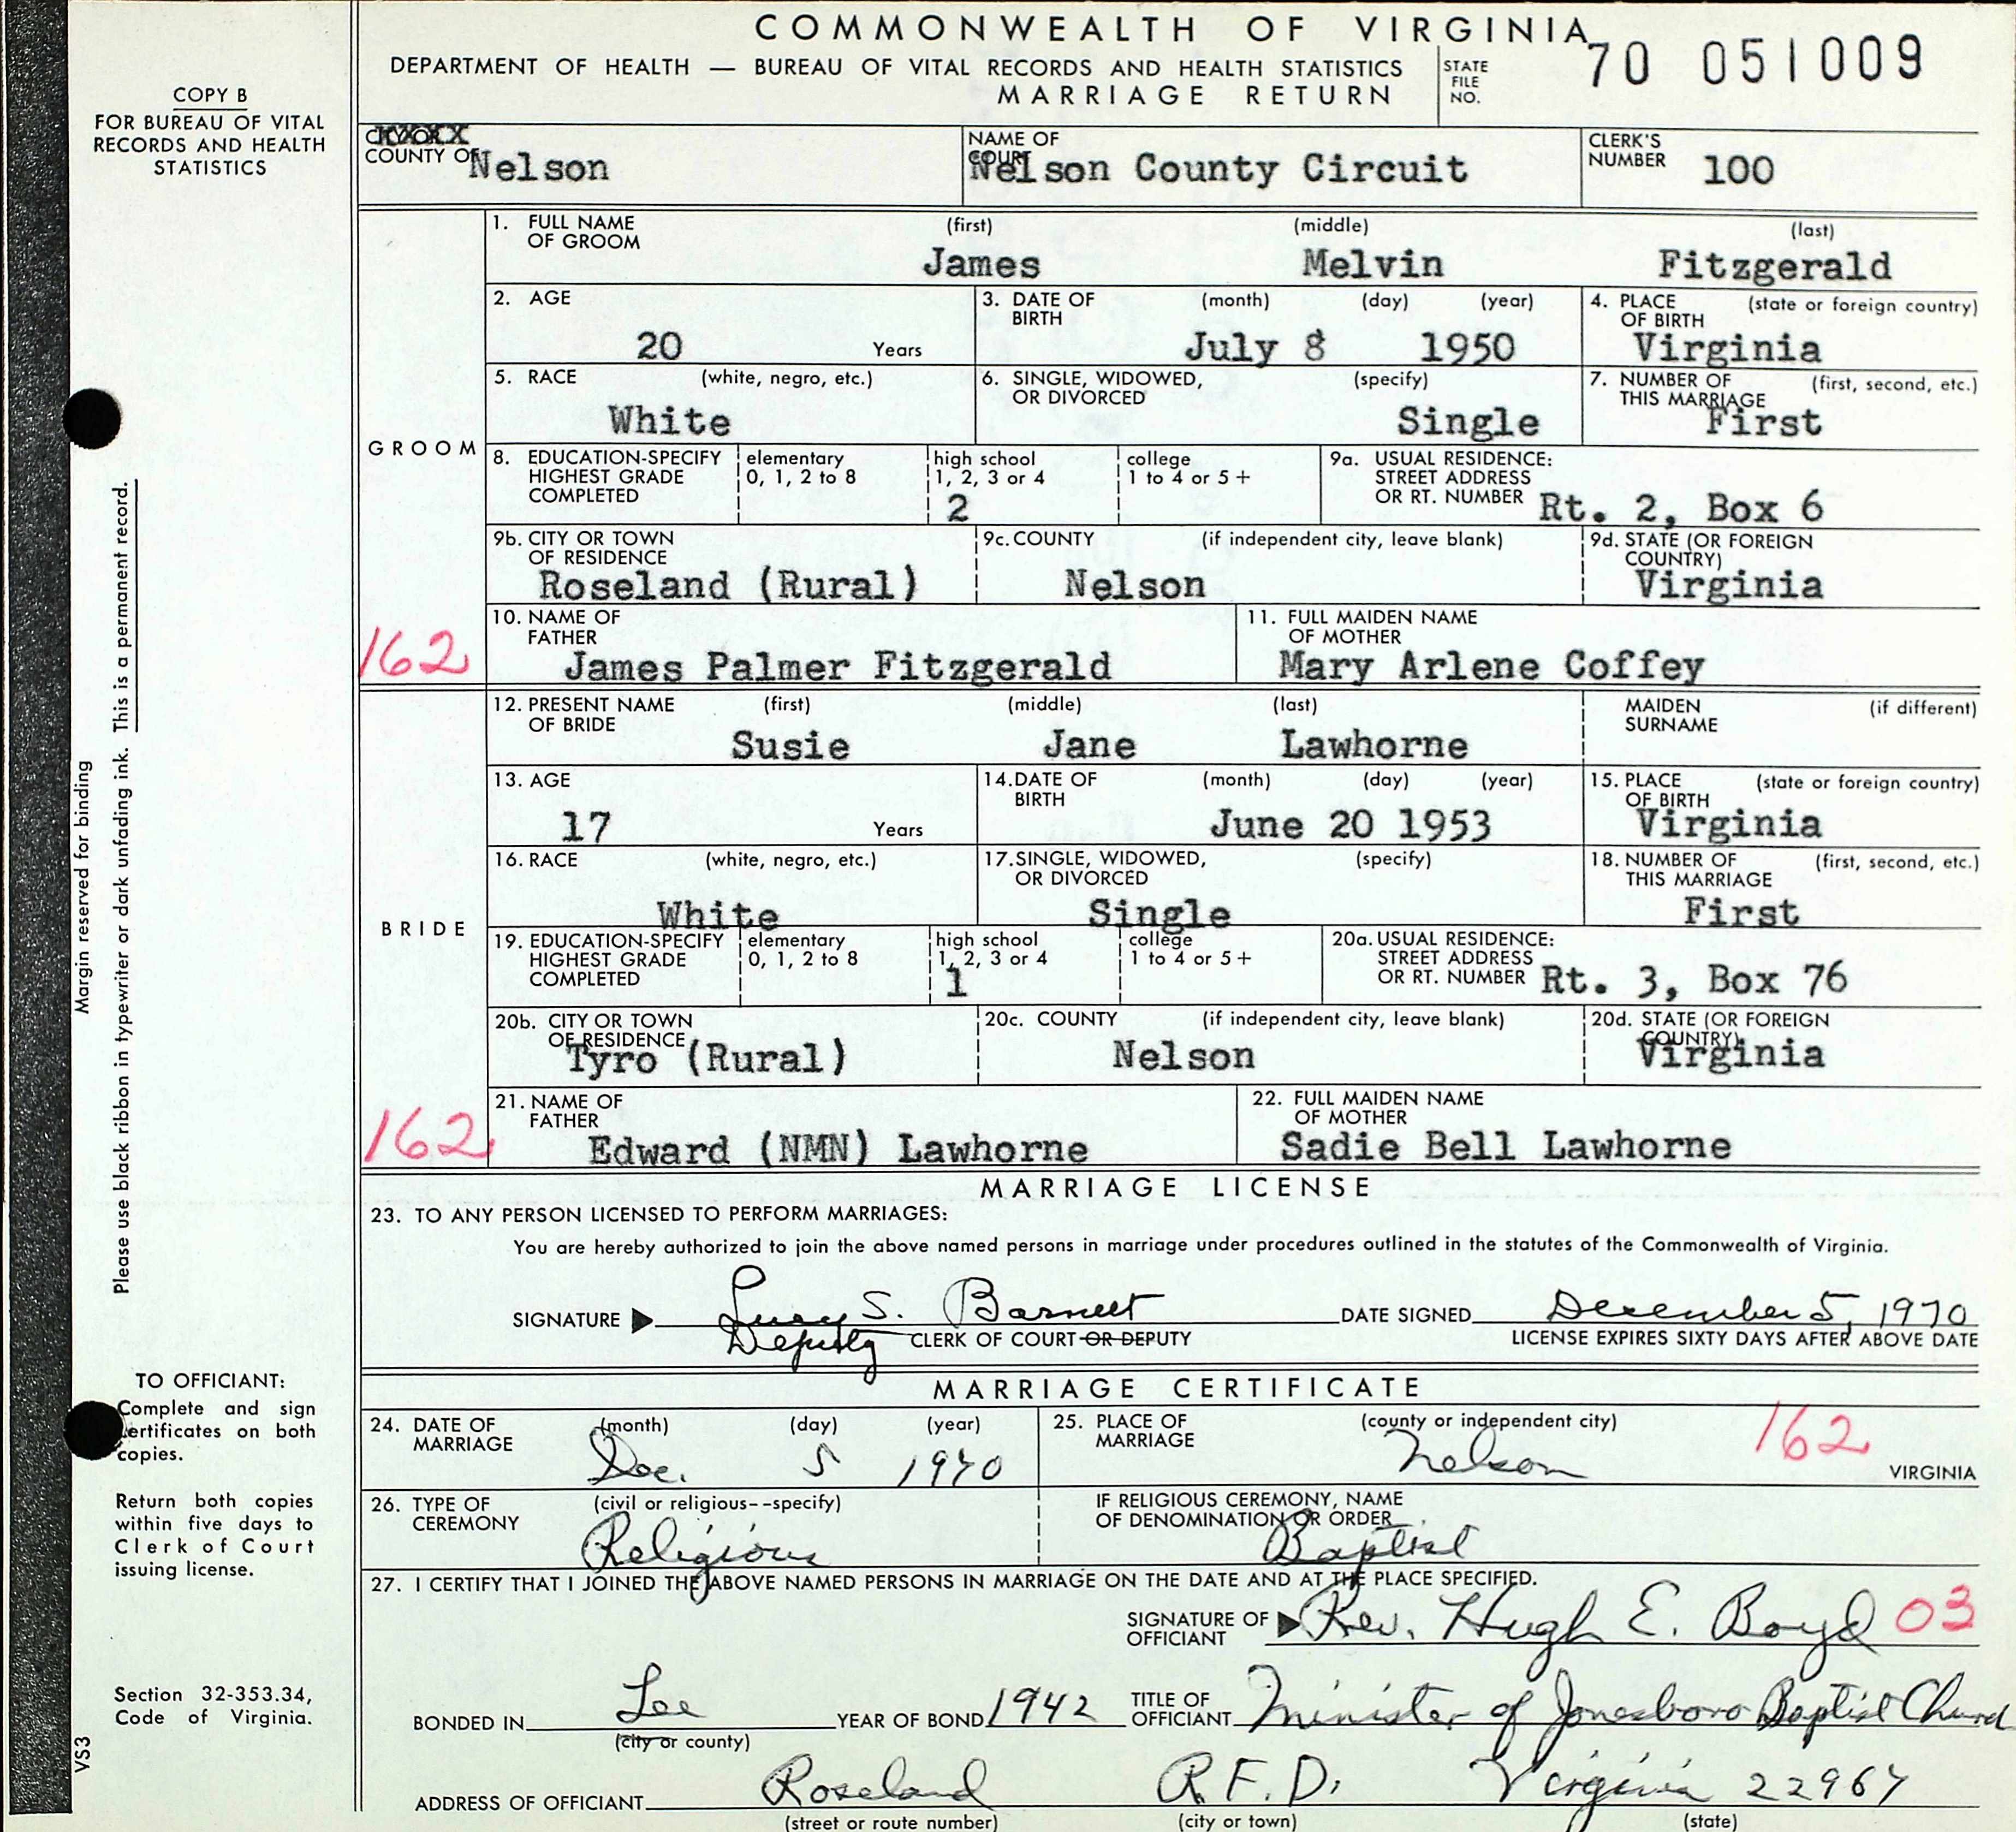 COMMONWEALTH OF VIRGINIA
DEPARTMENT OF HEALTH — BUREAU OF VITAL RECORDS AND HEALTH STATISTICS
MARRIAGE RETURN
STATE FILE NO. 70 051009
COPY B
FOR BUREAU OF VITAL
RECORDS AND HEALTH
STATISTICS
CITY OR
COUNTY OF Nelson
NAME OF COURT Nelson County Circuit
CLERK'S NUMBER 100
GROOM
1. FULL NAME OF GROOM (first) James (middle) Melvin (last) Fitzgerald
2. AGE 20 Years
3. DATE OF BIRTH (month) (day) (year) July 8 1950
4. PLACE OF BIRTH (state or foreign country) Virginia
5. RACE (white, negro, etc.) White
6. SINGLE, WIDOWED, OR DIVORCED (specify) Single
7. NUMBER OF THIS MARRIAGE (first, second, etc.) First
8. EDUCATION-SPECIFY HIGHEST GRADE COMPLETED elementary 0, 1, 2 to 8 high school 1, 2, 3 or 4 2 college 1 to 4 or 5+
9a. USUAL RESIDENCE: STREET ADDRESS OR RT. NUMBER Rt. 2, Box 6
9b. CITY OR TOWN OF RESIDENCE Roseland (Rural)
9c. COUNTY (if independent city, leave blank) Nelson
9d. STATE (OR FOREIGN COUNTRY) Virginia
162
10. NAME OF FATHER James Palmer Fitzgerald
11. FULL MAIDEN NAME OF MOTHER Mary Arlene Coffey
BRIDE
12. PRESENT NAME OF BRIDE (first) Susie (middle) Jane (last) Lawhorne
MAIDEN SURNAME (if different)
13. AGE 17 Years
14. DATE OF BIRTH (month) (day) (year) June 20 1953
15. PLACE OF BIRTH (state or foreign country) Virginia
16. RACE (white, negro, etc.) White
17. SINGLE, WIDOWED, OR DIVORCED (specify) Single
18. NUMBER OF THIS MARRIAGE (first, second, etc.) First
19. EDUCATION-SPECIFY HIGHEST GRADE COMPLETED elementary 0, 1, 2 to 8 high school 1, 2, 3 or 4 1 college 1 to 4 or 5+
20a. USUAL RESIDENCE: STREET ADDRESS OR RT. NUMBER Rt. 3, Box 76
20b. CITY OR TOWN OF RESIDENCE Tyro (Rural)
20c. COUNTY (if independent city, leave blank) Nelson
20d. STATE (OR FOREIGN COUNTRY) Virginia
162
21. NAME OF FATHER Edward (NMN) Lawhorne
22. FULL MAIDEN NAME OF MOTHER Sadie Bell Lawhorne
MARRIAGE LICENSE
23. TO ANY PERSON LICENSED TO PERFORM MARRIAGES:
You are hereby authorized to join the above named persons in marriage under procedures outlined in the statutes of the Commonwealth of Virginia.
SIGNATURE Lucy S. Barnett DATE SIGNED December 5, 1970
Deputy CLERK OF COURT OR DEPUTY LICENSE EXPIRES SIXTY DAYS AFTER ABOVE DATE
MARRIAGE CERTIFICATE
24. DATE OF MARRIAGE (month) (day) (year) Dec. 5 1970
25. PLACE OF MARRIAGE (county or independent city) Nelson 162 VIRGINIA
26. TYPE OF CEREMONY (civil or religious--specify) Religious
IF RELIGIOUS CEREMONY, NAME OF DENOMINATION OR ORDER Baptist
27. I CERTIFY THAT I JOINED THE ABOVE NAMED PERSONS IN MARRIAGE ON THE DATE AND AT THE PLACE SPECIFIED.
SIGNATURE OF OFFICIANT Rev. Hugh E. Boyd 03
BONDED IN Lee YEAR OF BOND 1942 TITLE OF OFFICIANT Minister of Jonesboro Baptist Church
(city or county)
ADDRESS OF OFFICIANT Roseland R.F.D. Virginia 22967
(street or route number) (city or town) (state)
Margin reserved for binding
Please use black ribbon in typewriter or dark unfading ink. This is a permanent record.
TO OFFICIANT:
Complete and sign
certificates on both
copies.
Return both copies
within five days to
Clerk of Court
issuing license.
Section 32-353.34,
Code of Virginia.
VS3